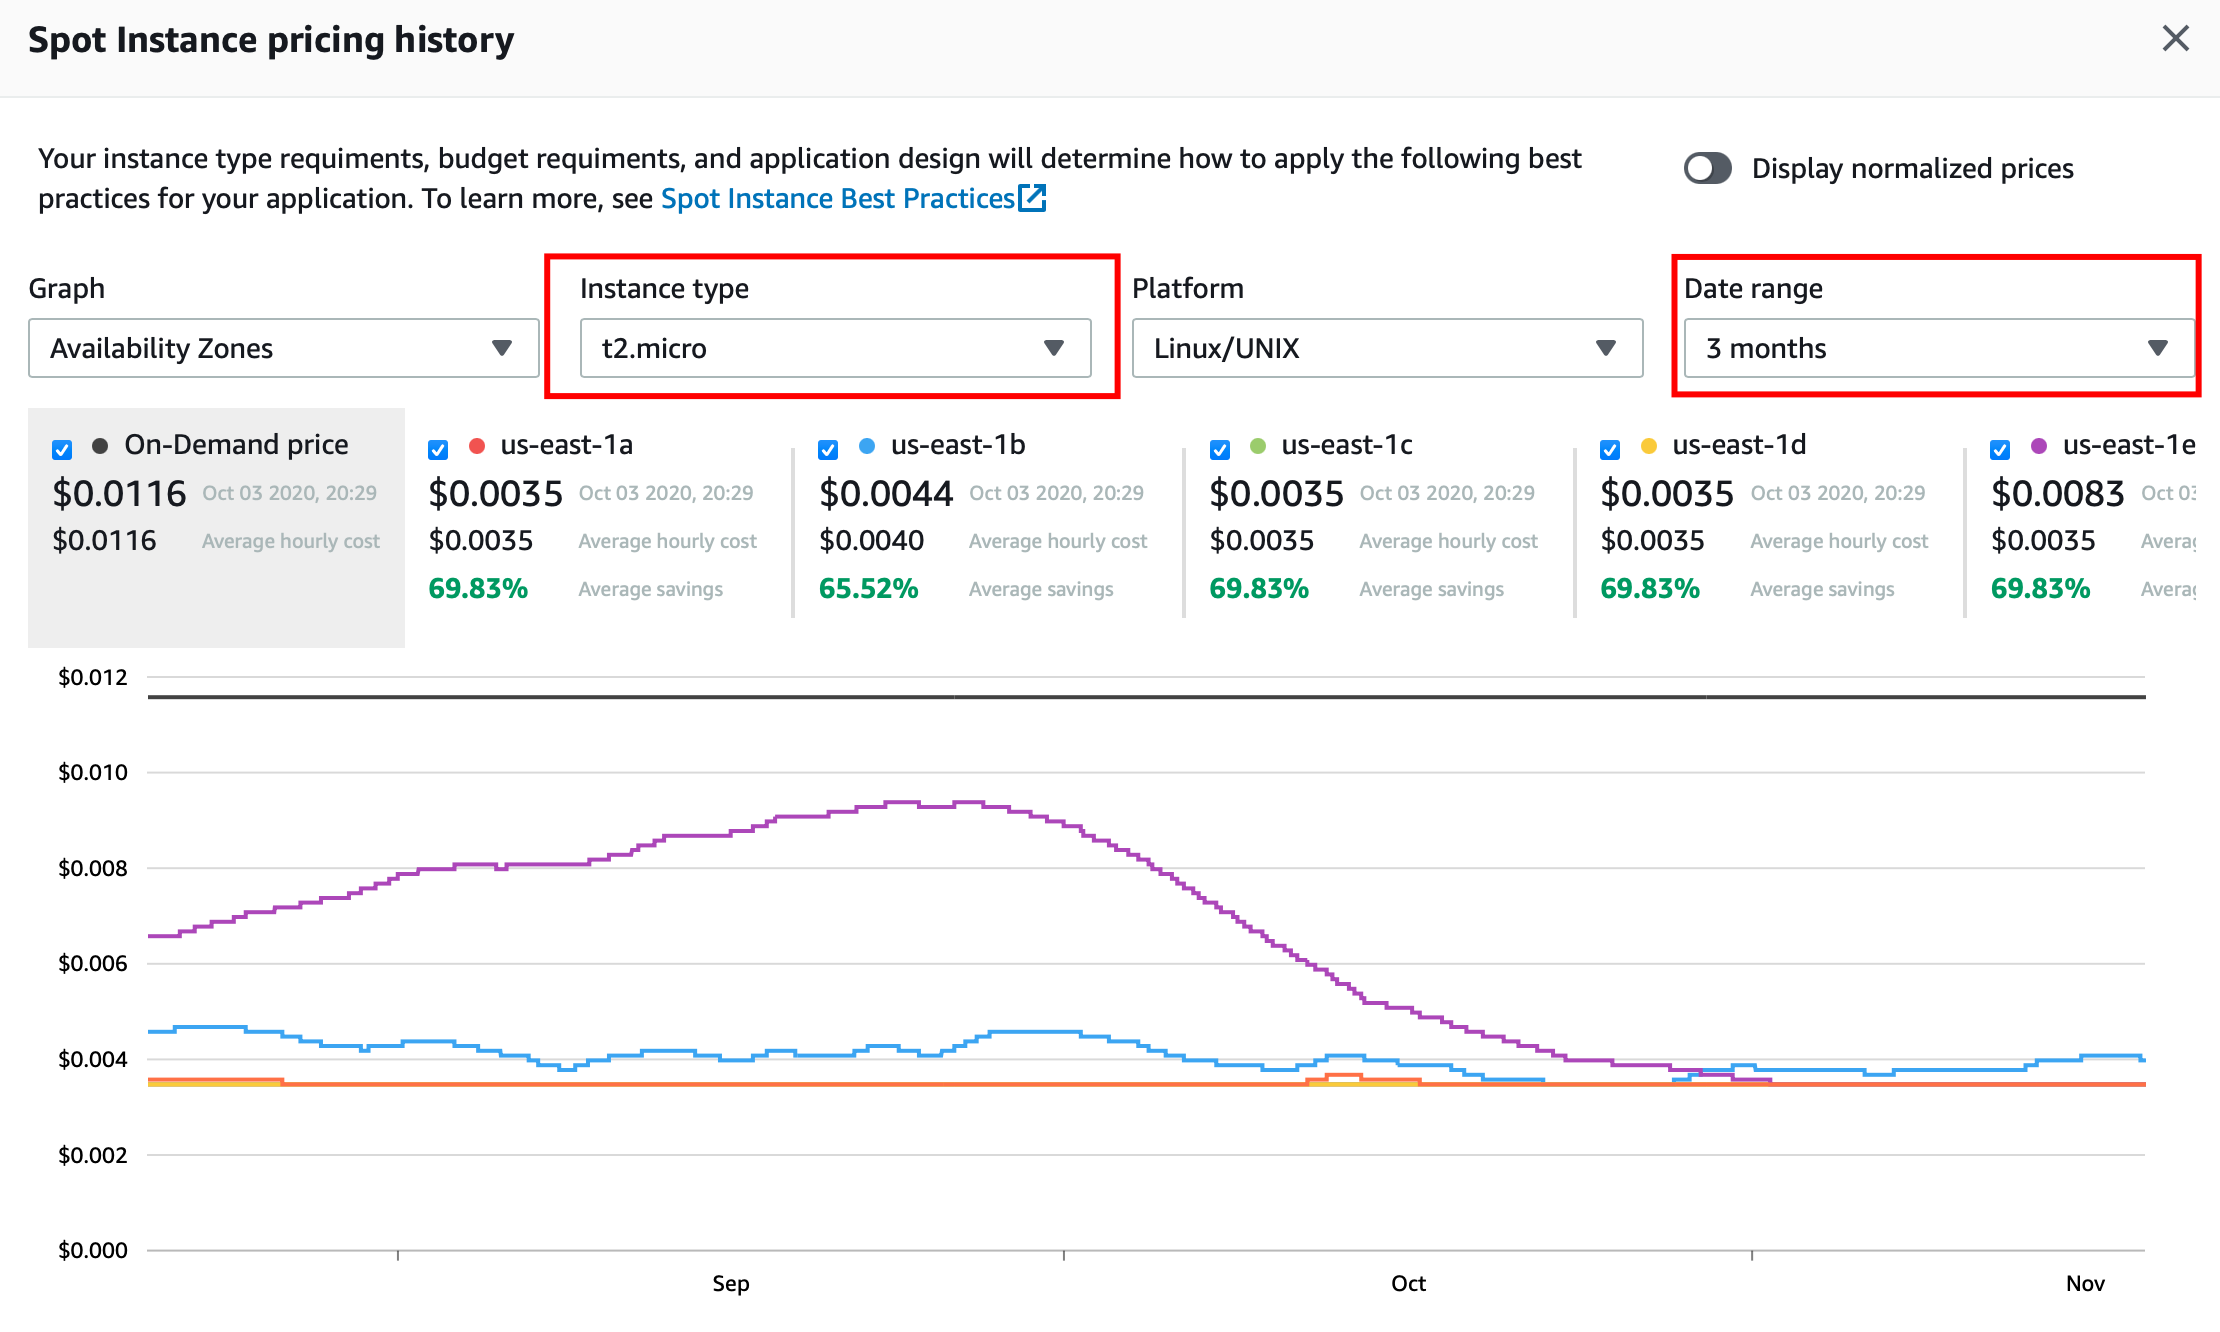 Spot Instance pricing history
Your instance type requiments, budget requiments, and application design will determine how to apply the following best
practices for your application. To learn more, see Spot Instance Best Practices
Display normalized prices
Graph
Instance type
Platform
Date range
Availability Zones
t2.micro
Linux/UNIX
3 months
On-Demand price
$0.0116 Oct 03 2020, 20:29
$0.0116 Average hourly cost
us-east-1a
$0.0035 Oct 03 2020, 20:29
$0.0035 Average hourly cost
69.83% Average savings
us-east-1b
$0.0044 Oct 03 2020, 20:29
$0.0040 Average hourly cost
65.52% Average savings
us-east-1c
$0.0035 Oct 03 2020, 20:29
$0.0035 Average hourly cost
69.83% Average savings
us-east-1d
$0.0035 Oct 03 2020, 20:29
$0.0035 Average hourly cost
69.83% Average savings
us-east-1e
$0.0083 Oct 03
$0.0035 Averag
69.83% Averag
$0.012
$0.010
$0.008
$0.006
$0.004
$0.002
$0.000
Sep
Oct
Nov